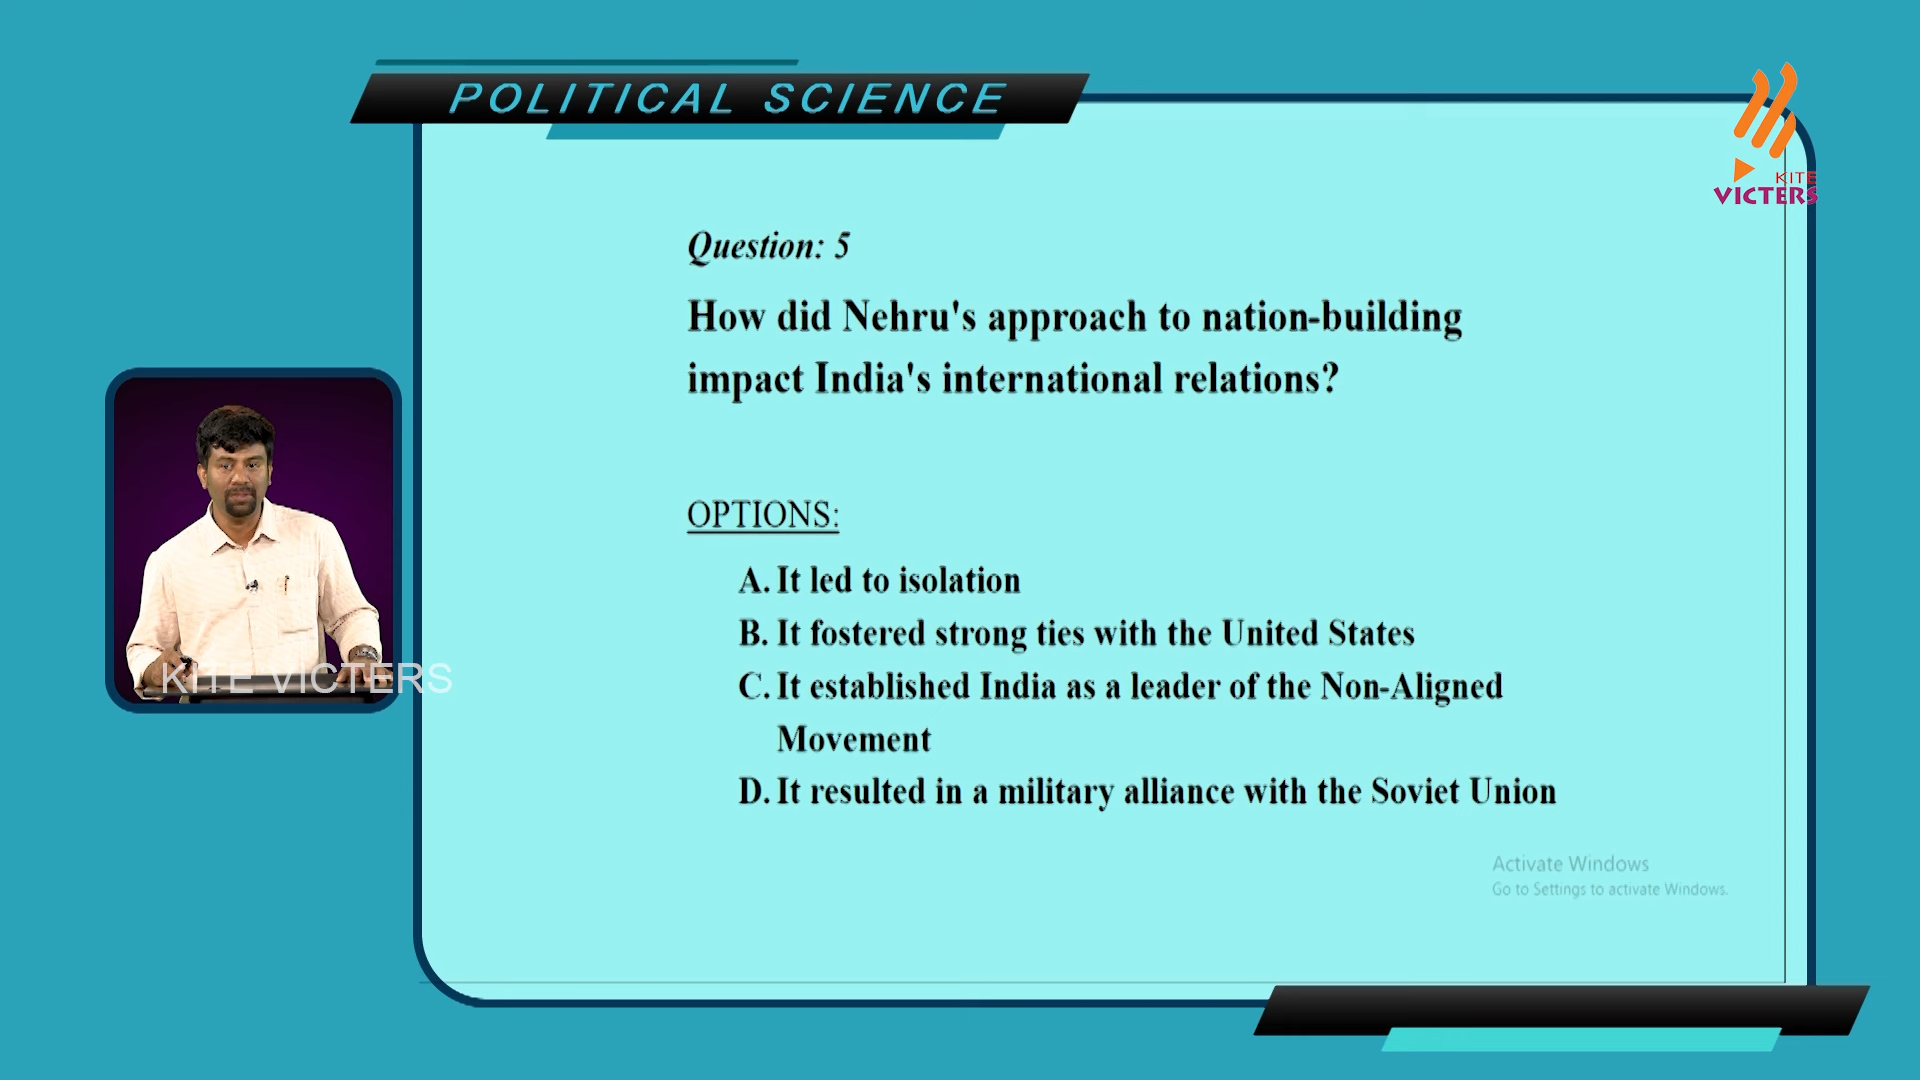 POLITICAL SCIENCE
KITE
VICTERS
Question: 5
How did Nehru's approach to nation-building
impact India's international relations?
OPTIONS:
A. It led to isolation
B. It fostered strong ties with the United States
C. It established India as a leader of the Non-Aligned
Movement
D. It resulted in a military alliance with the Soviet Union
KITE VICTERS
Activate Windows
Go to Settings to activate Windows.